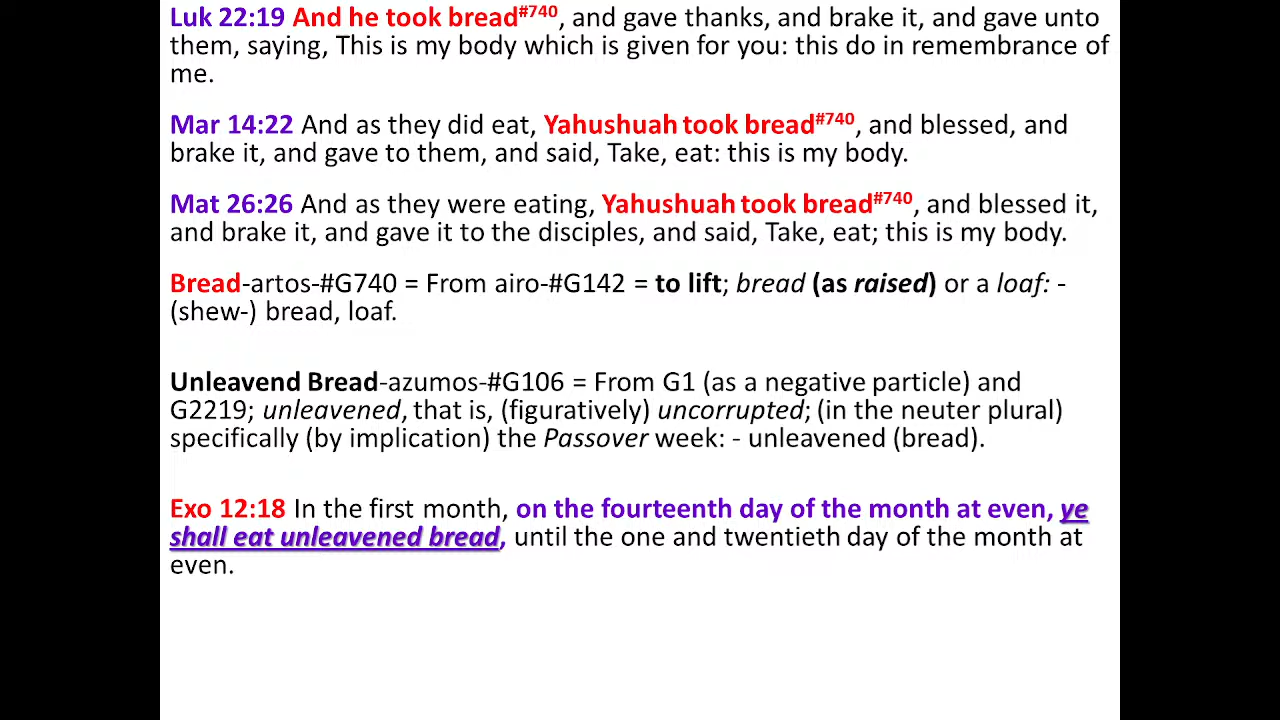 Luk 22:19 And he took bread#740, and gave thanks, and brake it, and gave unto
them, saying, This is my body which is given for you: this do in remembrance of
me.
Mar 14:22 And as they did eat, Yahushuah took bread#740, and blessed, and
brake it, and gave to them, and said, Take, eat: this is my body.
Mat 26:26 And as they were eating, Yahushuah took bread#740, and blessed it,
and brake it, and gave it to the disciples, and said, Take, eat; this is my body.
Bread-artos-#G740 = From airo-#G142 = to lift; bread (as raised) or a loaf: -
(shew-) bread, loaf.
Unleavend Bread-azumos-#G106 = From G1 (as a negative particle) and
G2219; unleavened, that is, (figuratively) uncorrupted; (in the neuter plural)
specifically (by implication) the Passover week: - unleavened (bread).
Exo 12:18 In the first month, on the fourteenth day of the month at even, ye
shall eat unleavened bread, until the one and twentieth day of the month at
even.